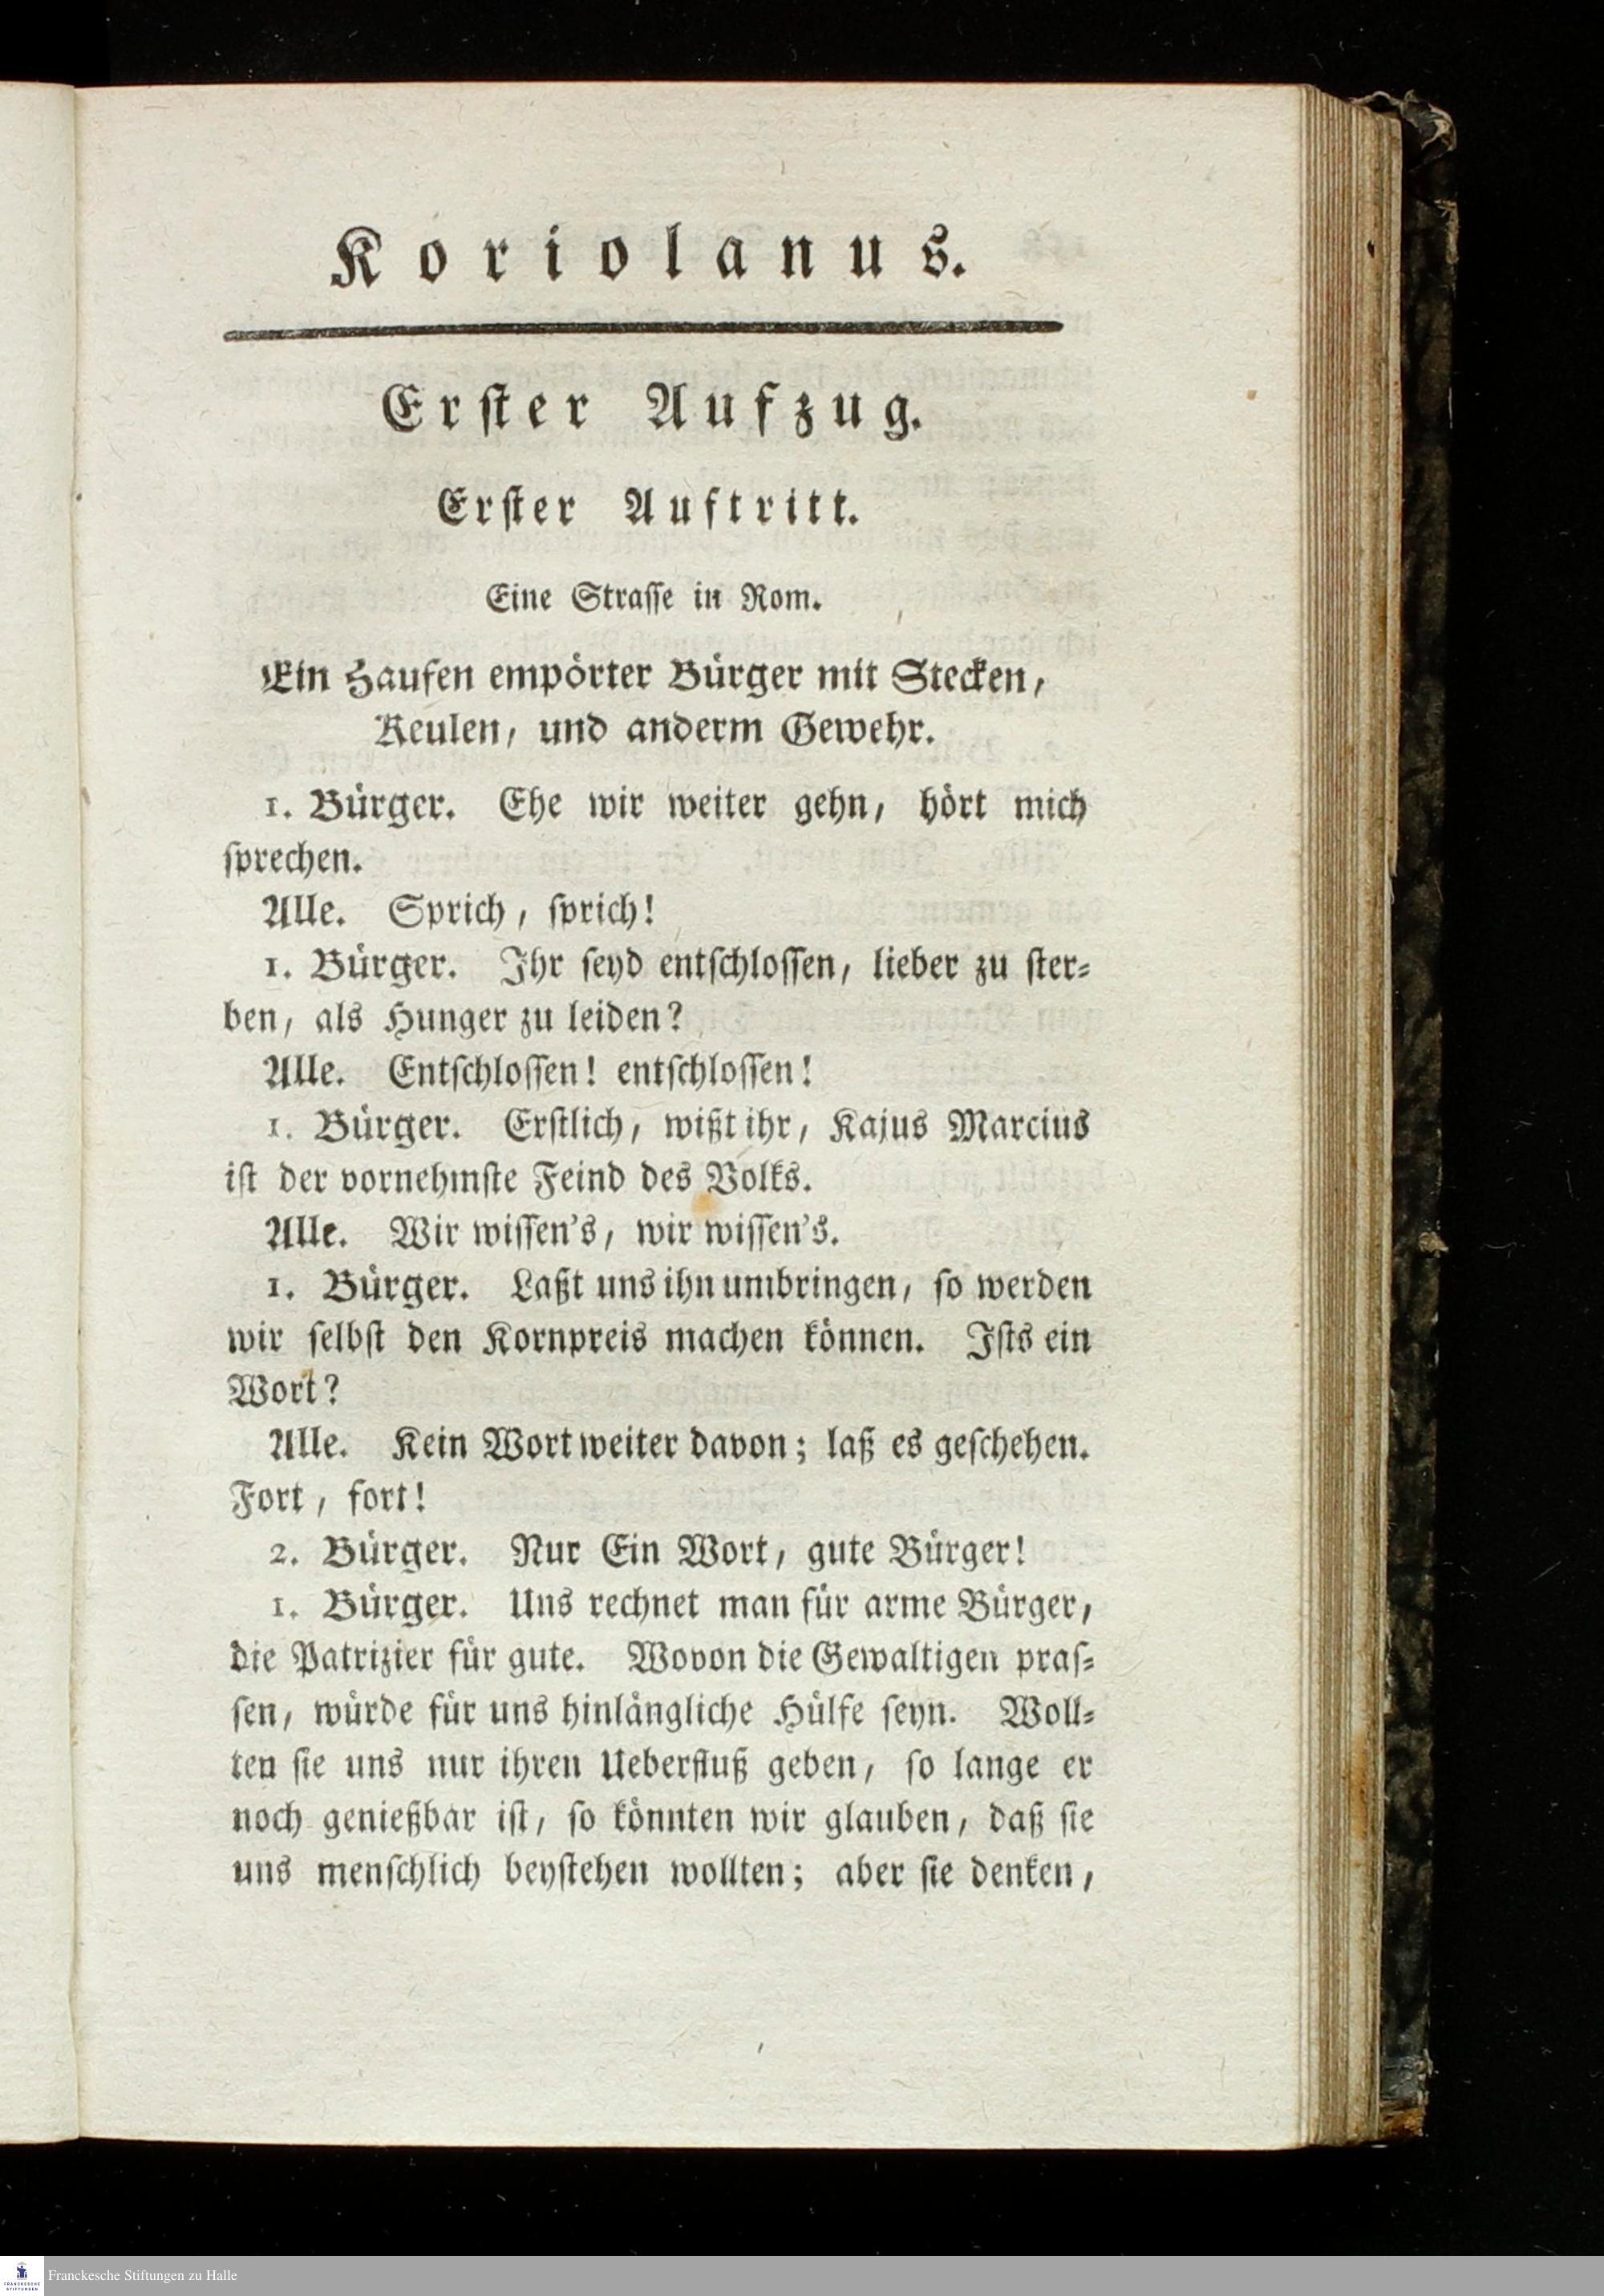 Koriolanus.
Erſter Aufzug.
Erſter Auftritt.
Eine Straſſe in Rom.
Ein Haufen empörter Bürger mit Stecken,
Keulen, und anderm Gewehr.
1. Bürger. Ehe wir weiter gehn, hört mich
ſprechen.
Alle. Sprich, ſprich!
1. Bürger. Ihr ſeyd entſchloſſen, lieber zu ſter⸗
ben, als Hunger zu leiden?
Alle. Entſchloſſen! entſchloſſen!
1. Bürger. Erſtlich, wißt ihr, Kajus Marcius
iſt der vornehmſte Feind des Volks.
Alle. Wir wiſſen's, wir wiſſen's.
1. Bürger. Laßt uns ihn umbringen, ſo werden
wir ſelbſt den Kornpreis machen können. Iſts ein
Wort?
Alle. Kein Wort weiter davon; laß es geſchehen.
Fort, fort!
2. Bürger. Nur Ein Wort, gute Bürger!
1. Bürger. Uns rechnet man für arme Bürger,
die Patrizier für gute. Wovon die Gewaltigen praſ⸗
ſen, würde für uns hinlängliche Hülfe ſeyn. Woll⸗
ten ſie uns nur ihren Ueberfluß geben, ſo lange er
noch genießbar iſt, ſo könnten wir glauben, daß ſie
uns menſchlich beyſtehen wollten; aber ſie denken,
FRANCKESCHE
STIFTUNGEN
Franckesche Stiftungen zu Halle